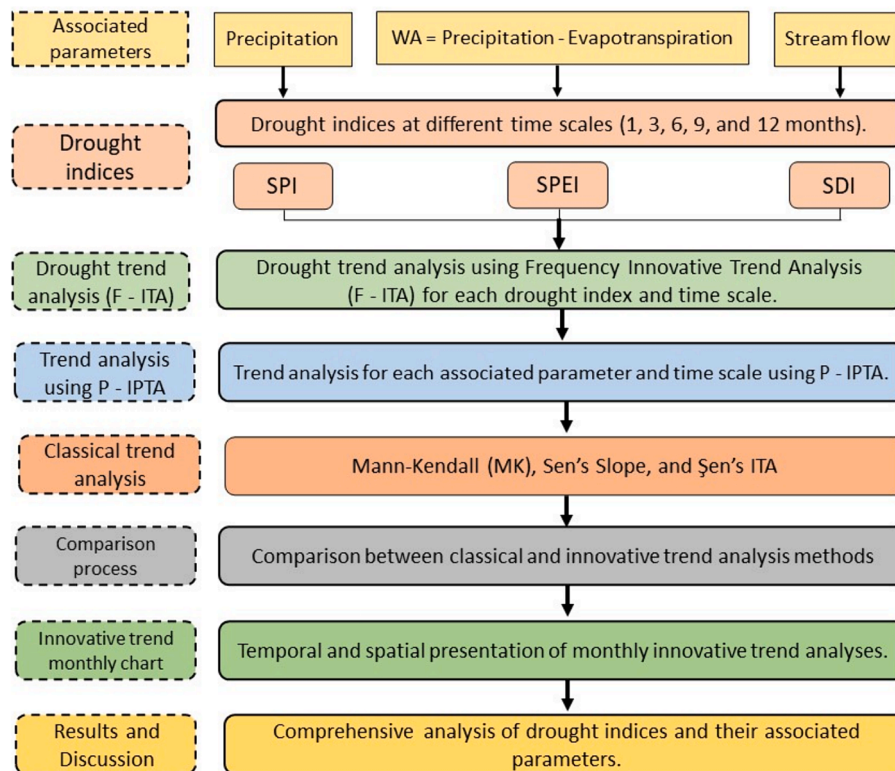 Associated
parameters
Precipitation
WA = Precipitation - Evapotranspiration
Stream flow
Drought
indices
Drought indices at different time scales (1, 3, 6, 9, and 12 months).
SPI
SPEI
SDI
Drought trend
analysis (F - ITA)
Drought trend analysis using Frequency Innovative Trend Analysis
(F - ITA) for each drought index and time scale.
Trend analysis
using P - IPTA
Trend analysis for each associated parameter and time scale using P - IPTA.
Classical trend
analysis
Mann-Kendall (MK), Sen’s Slope, and Şen’s ITA
Comparison
process
Comparison between classical and innovative trend analysis methods
Innovative trend
monthly chart
Temporal and spatial presentation of monthly innovative trend analyses.
Results and
Discussion
Comprehensive analysis of drought indices and their associated
parameters.